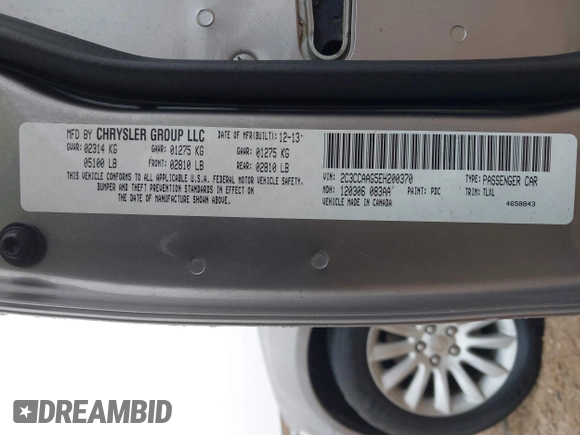 MFD BY CHRYSLER GROUP LLC DATE OF MFR(BUILT): 12-13
GVWR: 02314 KG GAWR: 01275 KG GAWR: 01275 KG
05100 LB FRONT: 02810 LB REAR: 02810 LB
THIS VEHICLE CONFORMS TO ALL APPLICABLE U.S.A. FEDERAL MOTOR VEHICLE SAFETY,
BUMPER AND THEFT PREVENTION STANDARDS IN EFFECT ON
THE DATE OF MANUFACTURE SHOWN ABOVE.
VIN: 2C3CCAAG5EH200370 TYPE: PASSENGER CAR
MDH: 120306 083AA PAINT: PDC TRIM: TLXL
VEHICLE MADE IN CANADA 4658843
DREAMBID